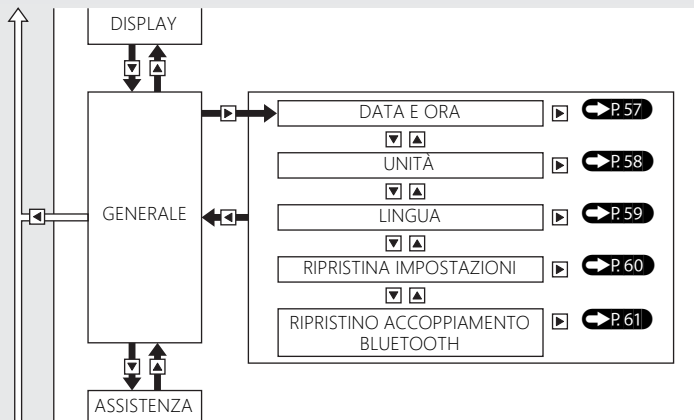 DISPLAY
GENERALE
DATA E ORA
P. 57
UNITÀ
P. 58
LINGUA
P. 59
RIPRISTINA IMPOSTAZIONI
P. 60
RIPRISTINO ACCOPPIAMENTO
BLUETOOTH
P. 61
ASSISTENZA